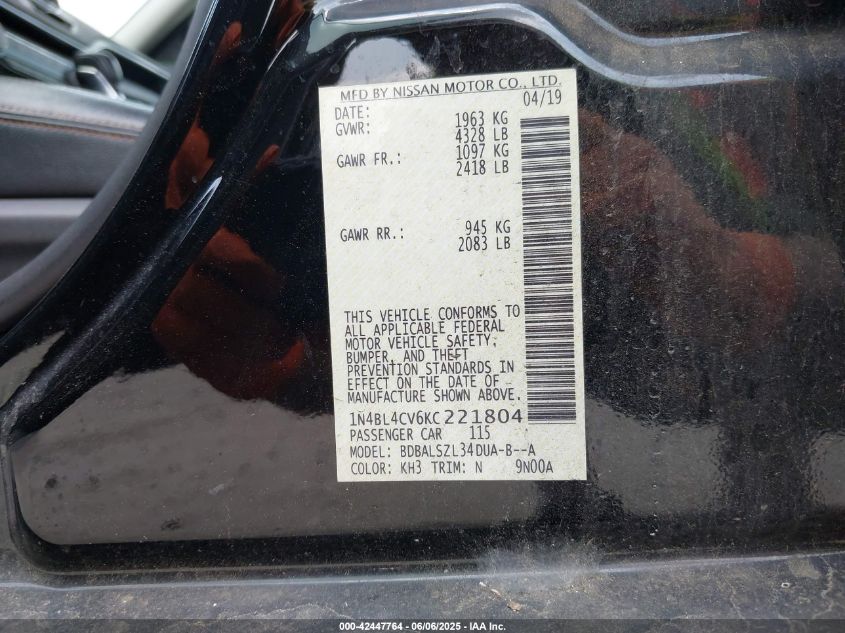 MFD BY NISSAN MOTOR CO., LTD.
DATE: 04/19
GVWR: 1963 KG
4328 LB
GAWR FR.: 1097 KG
2418 LB
GAWR RR.: 945 KG
2083 LB
THIS VEHICLE CONFORMS TO
ALL APPLICABLE FEDERAL
MOTOR VEHICLE SAFETY,
BUMPER, AND THEFT
PREVENTION STANDARDS IN
EFFECT ON THE DATE OF
MANUFACTURE SHOWN ABOVE.
1N4BL4CV6KC221804
PASSENGER CAR 115
MODEL: BDBALSZL34DUA-B--A
COLOR: KH3 TRIM: N 9N00A
000-42447764 - 06/06/2025 - IAA Inc.